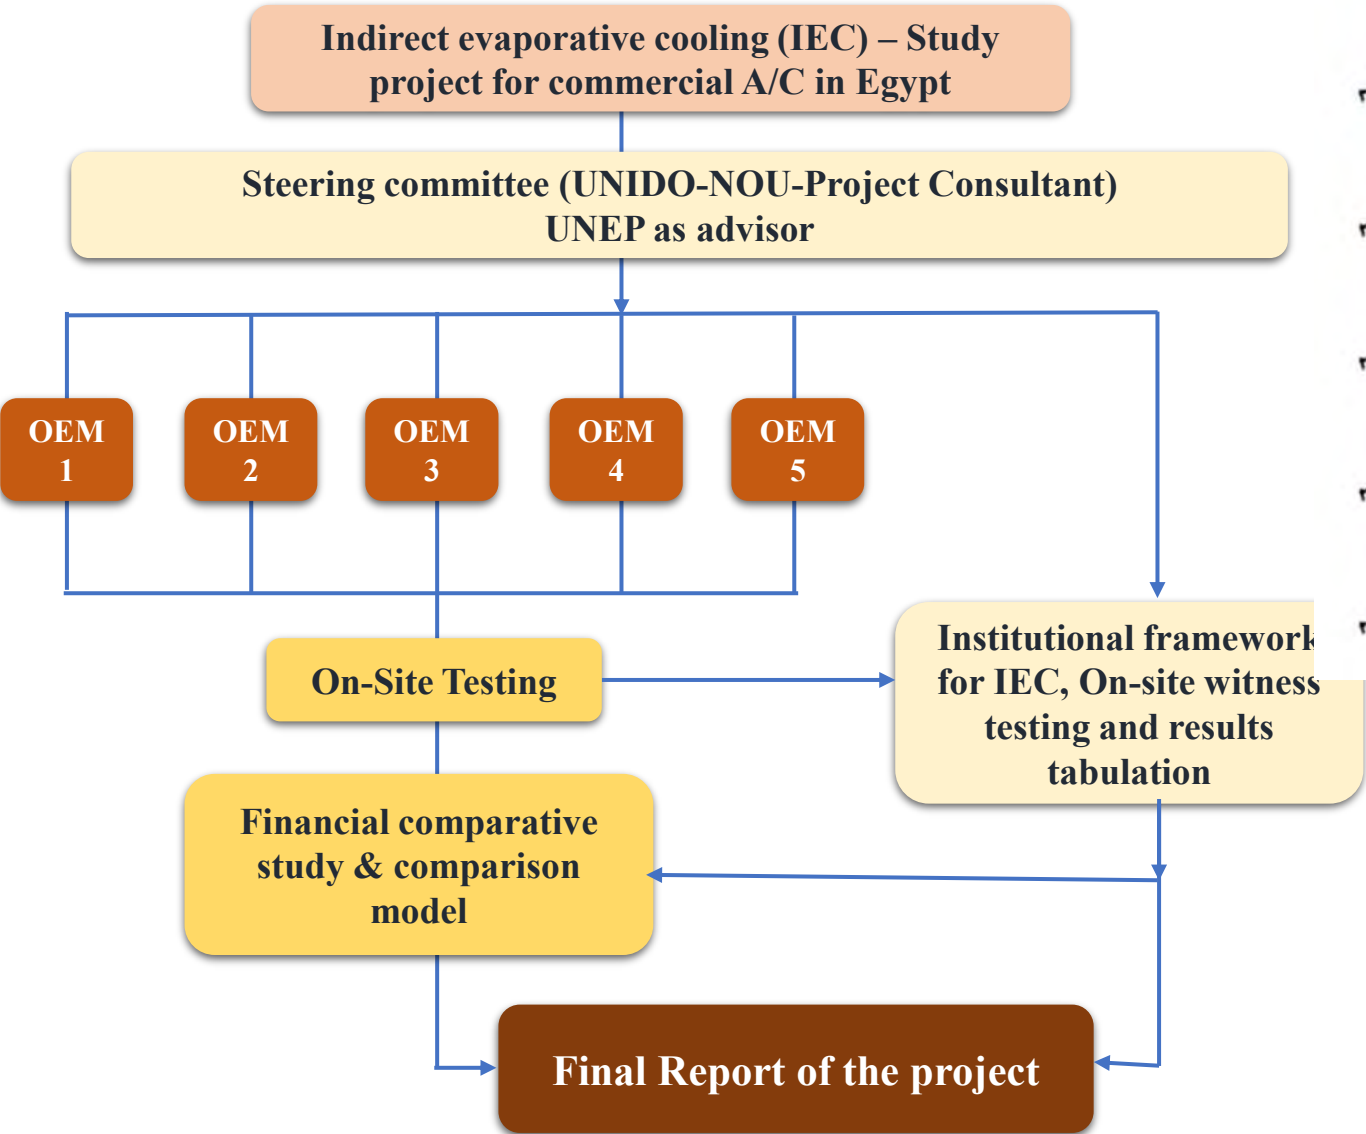 Indirect evaporative cooling (IEC) – Study
project for commercial A/C in Egypt
Steering committee (UNIDO-NOU-Project Consultant)
UNEP as advisor
OEM
1
OEM
2
OEM
3
OEM
4
OEM
5
On-Site Testing
Institutional framework
for IEC, On-site witness
testing and results
tabulation
Financial comparative
study & comparison
model
Final Report of the project